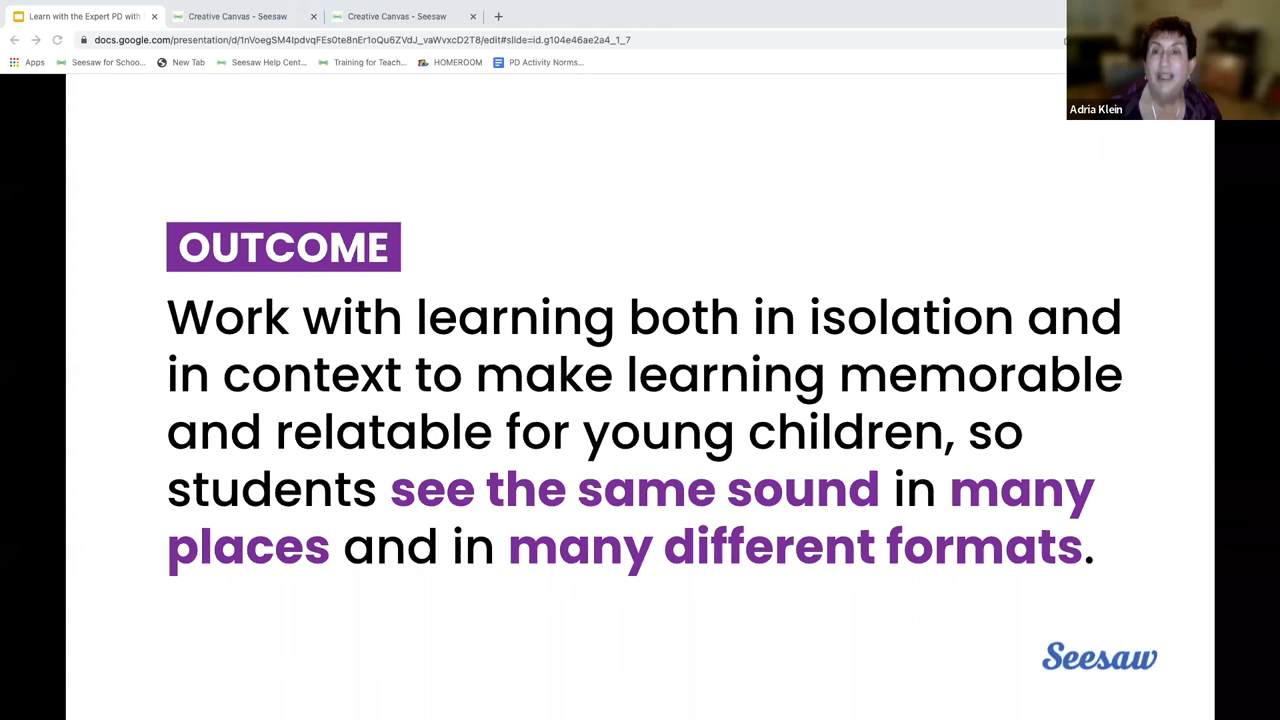 Learn with the Expert PD with
Creative Canvas - Seesaw
Creative Canvas - Seesaw
docs.google.com/presentation/d/1nVoegSM4IpdvqFEs0te8nEr1oQu6ZVdJ_vaWvxcD2T8/edit#slide=id.g104e46ae2a4_1_7
Apps
Seesaw for Schoo...
New Tab
Seesaw Help Cent...
Training for Teach...
HOMEROOM
PD Activity Norms...
Adria Klein
OUTCOME
Work with learning both in isolation and
in context to make learning memorable
and relatable for young children, so
students see the same sound in many
places and in many different formats.
Seesaw